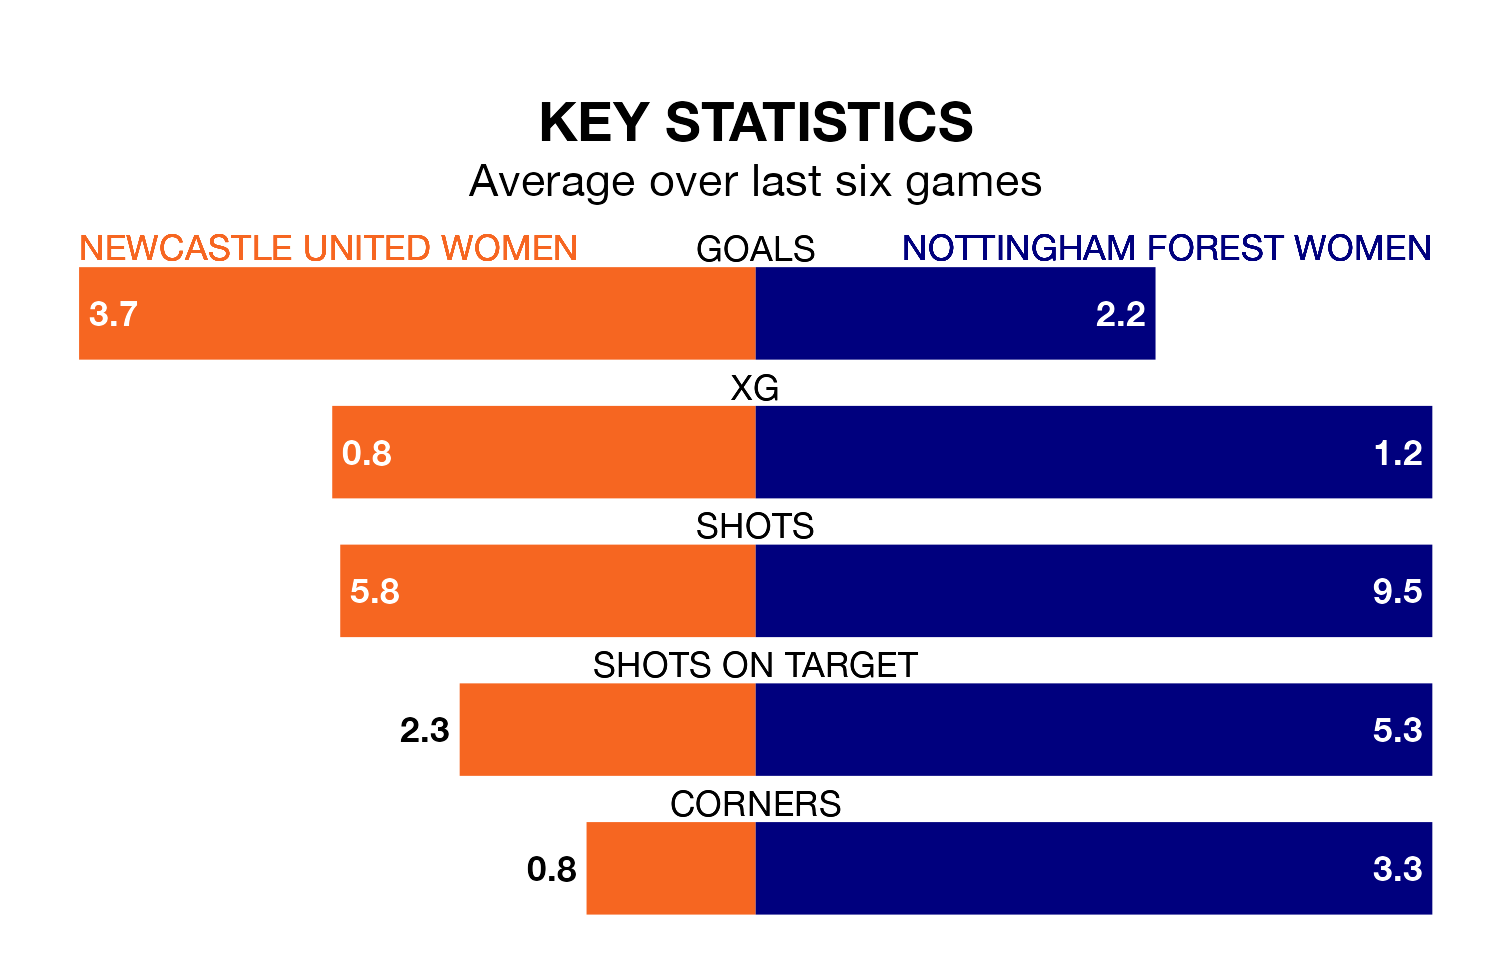 KEY STATISTICS
Average over last six games
NEWCASTLE UNITED WOMEN GOALS NOTTINGHAM FOREST WOMEN
3.7 2.2
XG
0.8 1.2
SHOTS
5.8 9.5
SHOTS ON TARGET
2.3 5.3
CORNERS
0.8 3.3